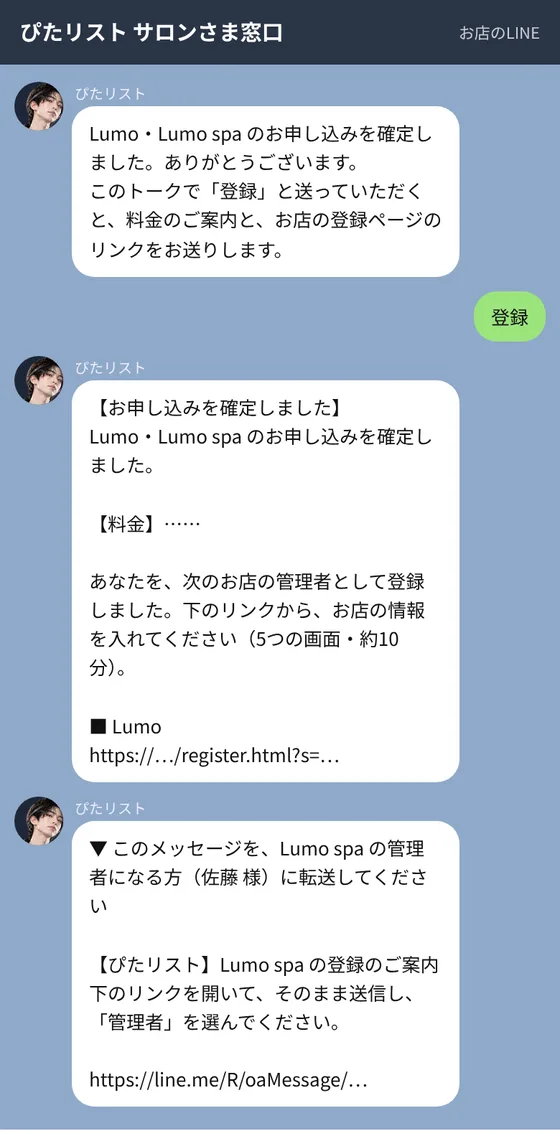 ぴたリスト サロンさま窓口
お店のLINE
ぴたリスト
Lumo・Lumo spa のお申し込みを確定し
ました。ありがとうございます。
このトークで「登録」と送っていただく
と、料金のご案内と、お店の登録ページの
リンクをお送りします。
登録
ぴたリスト
【お申し込みを確定しました】
Lumo・Lumo spa のお申し込みを確定し
ました。
【料金】……
あなたを、次のお店の管理者として登録
しました。下のリンクから、お店の情報
を入れてください（5つの画面・約10
分）。
■ Lumo
https://…/register.html?s=…
ぴたリスト
▼ このメッセージを、Lumo spa の管理
者になる方（佐藤 様）に転送してくださ
い
【ぴたリスト】Lumo spa の登録のご案内
下のリンクを開いて、そのまま送信し、
「管理者」を選んでください。
https://line.me/R/oaMessage/…